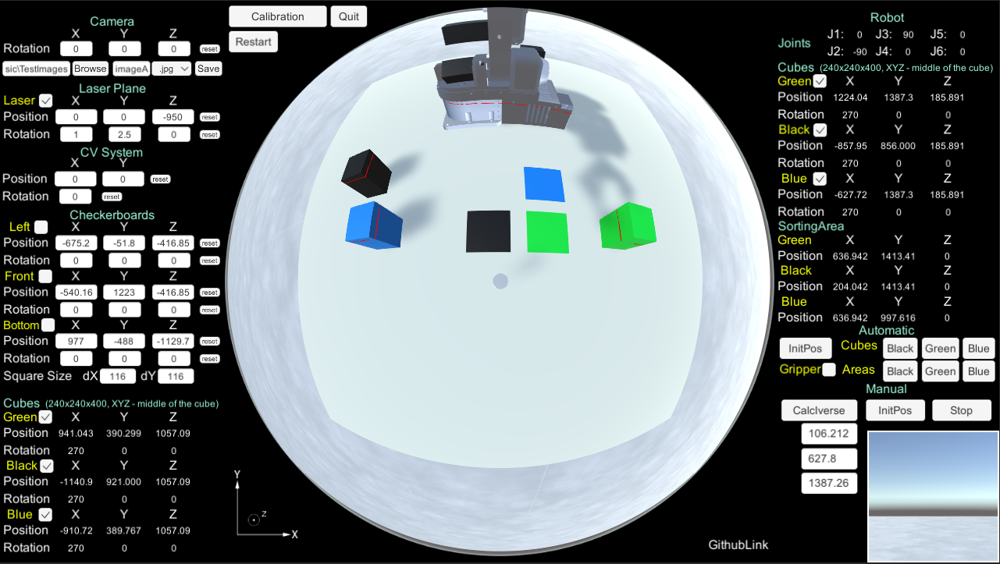 Camera
X Y Z
Rotation 0 0 0 reset
sic\TestImages Browse imageA .jpg Save
Laser Plane
Laser X Y Z
Position 0 0 -950 reset
Rotation 1 2.5 0 reset
CV System
X Y
Position 0 0 reset
Rotation 0 reset
Checkerboards
Left X Y Z
Position -675.2 -51.8 -416.85 reset
Rotation 0 0 0 reset
Front X Y Z
Position -540.16 1223 -416.85 reset
Rotation 0 0 0 reset
Bottom X Y Z
Position 977 -488 -1129.7 reset
Rotation 0 0 0 reset
Square Size dX 116 dY 116
Cubes (240x240x400, XYZ - middle of the cube)
Green X Y Z
Position 941.043 390.299 1057.09
Rotation 270 0 0
Black X Y Z
Position -1140.9 921.000 1057.09
Rotation 270 0 0
Blue X Y Z
Position -910.72 389.767 1057.09
Rotation 270 0 0
Calibration Quit
Restart
Y
Z
X
GithubLink
Robot
Joints J1: 0 J3: 90 J5: 0
J2: -90 J4: 0 J6: 0
Cubes (240x240x400, XYZ - middle of the cube)
Green X Y Z
Position 1224.04 1387.3 185.891
Rotation 270 0 0
Black X Y Z
Position -857.95 856.000 185.891
Rotation 270 0 0
Blue X Y Z
Position -627.72 1387.3 185.891
Rotation 270 0 0
SortingArea
Green X Y Z
Position 636.942 1413.41 0
Black X Y Z
Position 204.042 1413.41 0
Blue X Y Z
Position 636.942 997.616 0
Automatic
InitPos Cubes Black Green Blue
Gripper Areas Black Green Blue
Manual
CalcIverse InitPos Stop
106.212
627.8
1387.26